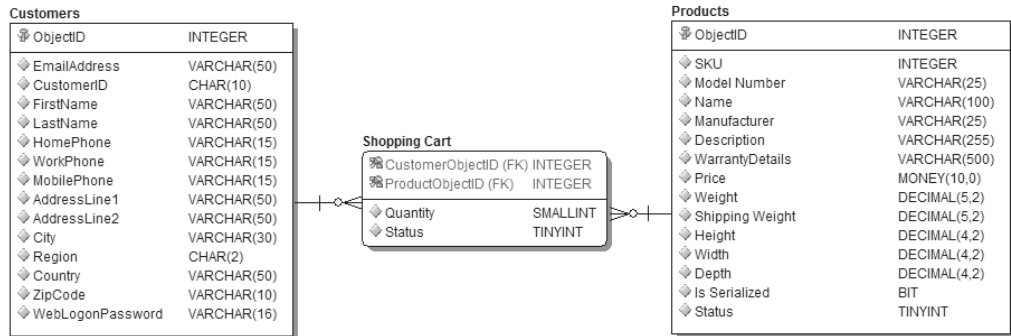 Customers
ObjectID INTEGER
EmailAddress VARCHAR(50)
CustomerID CHAR(10)
FirstName VARCHAR(50)
LastName VARCHAR(50)
HomePhone VARCHAR(15)
WorkPhone VARCHAR(15)
MobilePhone VARCHAR(15)
AddressLine1 VARCHAR(50)
AddressLine2 VARCHAR(50)
City VARCHAR(30)
Region CHAR(2)
Country VARCHAR(50)
ZipCode VARCHAR(10)
WebLogonPassword VARCHAR(16)
Shopping Cart
CustomerObjectID (FK) INTEGER
ProductObjectID (FK) INTEGER
Quantity SMALLINT
Status TINYINT
Products
ObjectID INTEGER
SKU INTEGER
Model Number VARCHAR(25)
Name VARCHAR(100)
Manufacturer VARCHAR(25)
Description VARCHAR(255)
WarrantyDetails VARCHAR(500)
Price MONEY(10,0)
Weight DECIMAL(5,2)
Shipping Weight DECIMAL(5,2)
Height DECIMAL(4,2)
Width DECIMAL(4,2)
Depth DECIMAL(4,2)
Is Serialized BIT
Status TINYINT